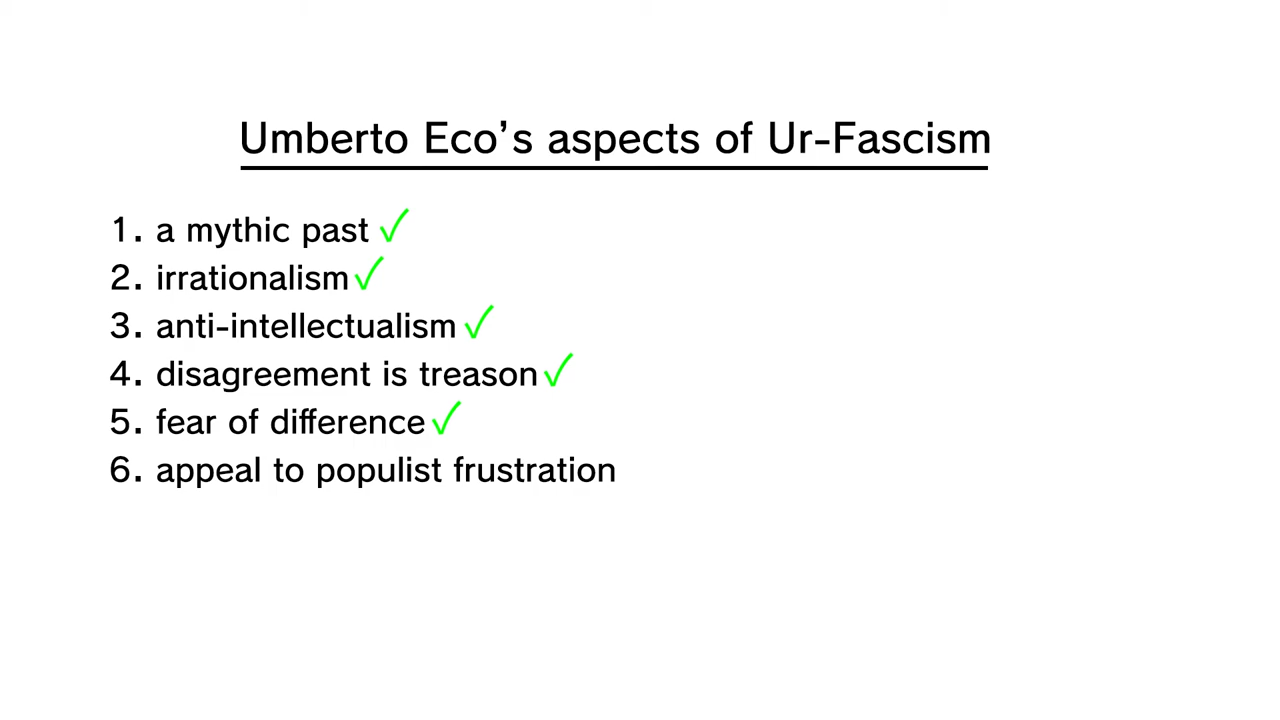 Umberto Eco’s aspects of Ur-Fascism
1. a mythic past ✓
2. irrationalism ✓
3. anti-intellectualism ✓
4. disagreement is treason ✓
5. fear of difference ✓
6. appeal to populist frustration